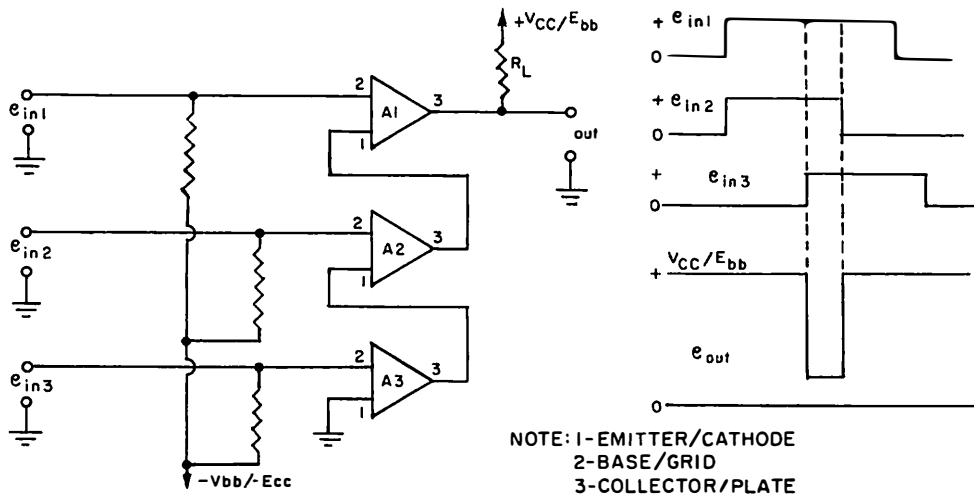 +VCC/Ebb
RL
2
A1
3
1
ein1
out
ein2
2
A2
3
1
ein3
2
A3
3
1
-Vbb/-Ecc
+ ein1
0
+ ein2
0
+ ein3
0
+ VCC/Ebb
eout
0
NOTE: 1-EMITTER/CATHODE
2-BASE/GRID
3-COLLECTOR/PLATE